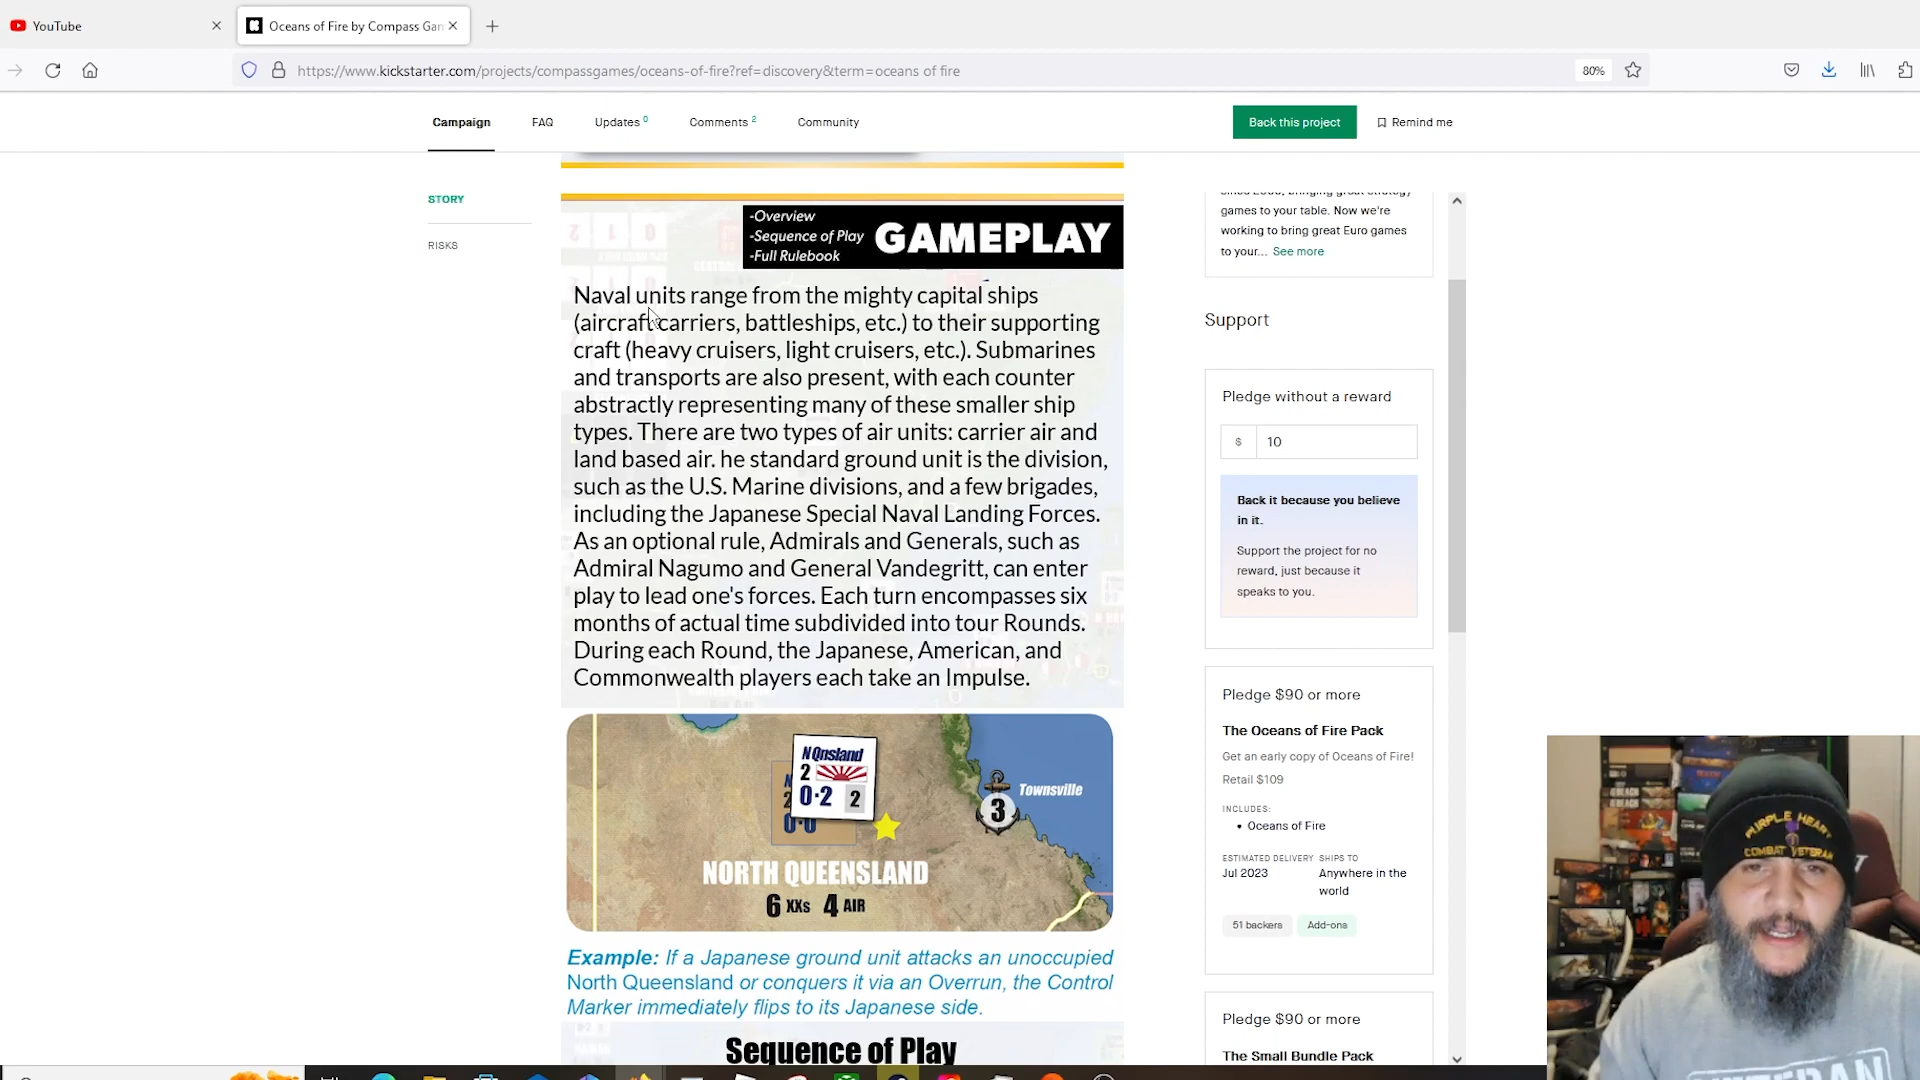 YouTube
Oceans of Fire by Compass Gam
https://www.kickstarter.com/projects/compassgames/oceans-of-fire?ref=discovery&term=oceans of fire
80%
Campaign
FAQ
Updates 0
Comments 2
Community
Back this project
Remind me
STORY
RISKS
-Overview
-Sequence of Play
-Full Rulebook
GAMEPLAY
Naval units range from the mighty capital ships
(aircraft carriers, battleships, etc.) to their supporting
craft (heavy cruisers, light cruisers, etc.). Submarines
and transports are also present, with each counter
abstractly representing many of these smaller ship
types. There are two types of air units: carrier air and
land based air. he standard ground unit is the division,
such as the U.S. Marine divisions, and a few brigades,
including the Japanese Special Naval Landing Forces.
As an optional rule, Admirals and Generals, such as
Admiral Nagumo and General Vandegritt, can enter
play to lead one's forces. Each turn encompasses six
months of actual time subdivided into tour Rounds.
During each Round, the Japanese, American, and
Commonwealth players each take an Impulse.
N Qnsland
2
0-2 2
0-0
Townsville
3
NORTH QUEENSLAND
6 XXs 4 AIR
Example: If a Japanese ground unit attacks an unoccupied
North Queensland or conquers it via an Overrun, the Control
Marker immediately flips to its Japanese side.
Sequence of Play
games to your table. Now we're
working to bring great Euro games
to your... See more
Support
Pledge without a reward
$ 10
Back it because you believe
in it.
Support the project for no
reward, just because it
speaks to you.
Pledge $90 or more
The Oceans of Fire Pack
Get an early copy of Oceans of Fire!
Retail $109
INCLUDES:
• Oceans of Fire
ESTIMATED DELIVERY
Jul 2023
SHIPS TO
Anywhere in the
world
51 backers
Add-ons
Pledge $90 or more
The Small Bundle Pack
PURPLE HEART
COMBAT VETERAN
VETERAN